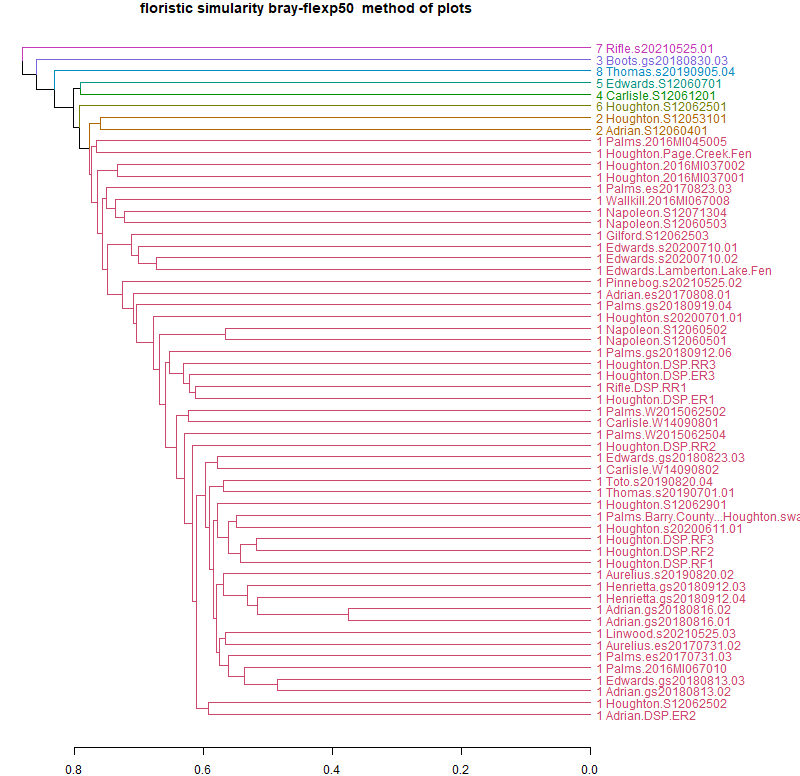 floristic simularity bray-flexp50 method of plots
7 Rifle.s20210525.01
3 Boots.gs20180830.03
8 Thomas.s20190905.04
5 Edwards.S12060701
4 Carlisle.S12061201
6 Houghton.S12062501
2 Houghton.S12053101
2 Adrian.S12060401
1 Palms.2016MI045005
1 Houghton.Page.Creek.Fen
1 Houghton.2016MI037002
1 Houghton.2016MI037001
1 Palms.es20170823.03
1 Wallkill.2016MI067008
1 Napoleon.S12071304
1 Napoleon.S12060503
1 Gilford.S12062503
1 Edwards.s20200710.01
1 Edwards.s20200710.02
1 Edwards.Lamberton.Lake.Fen
1 Pinnebog.s20210525.02
1 Adrian.es20170808.01
1 Palms.gs20180919.04
1 Houghton.s20200701.01
1 Napoleon.S12060502
1 Napoleon.S12060501
1 Palms.gs20180912.06
1 Houghton.DSP.RR3
1 Houghton.DSP.ER3
1 Rifle.DSP.RR1
1 Houghton.DSP.ER1
1 Palms.W2015062502
1 Carlisle.W14090801
1 Palms.W2015062504
1 Houghton.DSP.RR2
1 Edwards.gs20180823.03
1 Carlisle.W14090802
1 Toto.s20190820.04
1 Thomas.s20190701.01
1 Houghton.S12062901
1 Palms.Barry.County...Houghton.swa
1 Houghton.s20200611.01
1 Houghton.DSP.RF3
1 Houghton.DSP.RF2
1 Houghton.DSP.RF1
1 Aurelius.s20190820.02
1 Henrietta.gs20180912.03
1 Henrietta.gs20180912.04
1 Adrian.gs20180816.02
1 Adrian.gs20180816.01
1 Linwood.s20210525.03
1 Aurelius.es20170731.02
1 Palms.es20170731.03
1 Palms.2016MI067010
1 Edwards.gs20180813.03
1 Adrian.gs20180813.02
1 Houghton.S12062502
1 Adrian.DSP.ER2
0.8 0.6 0.4 0.2 0.0